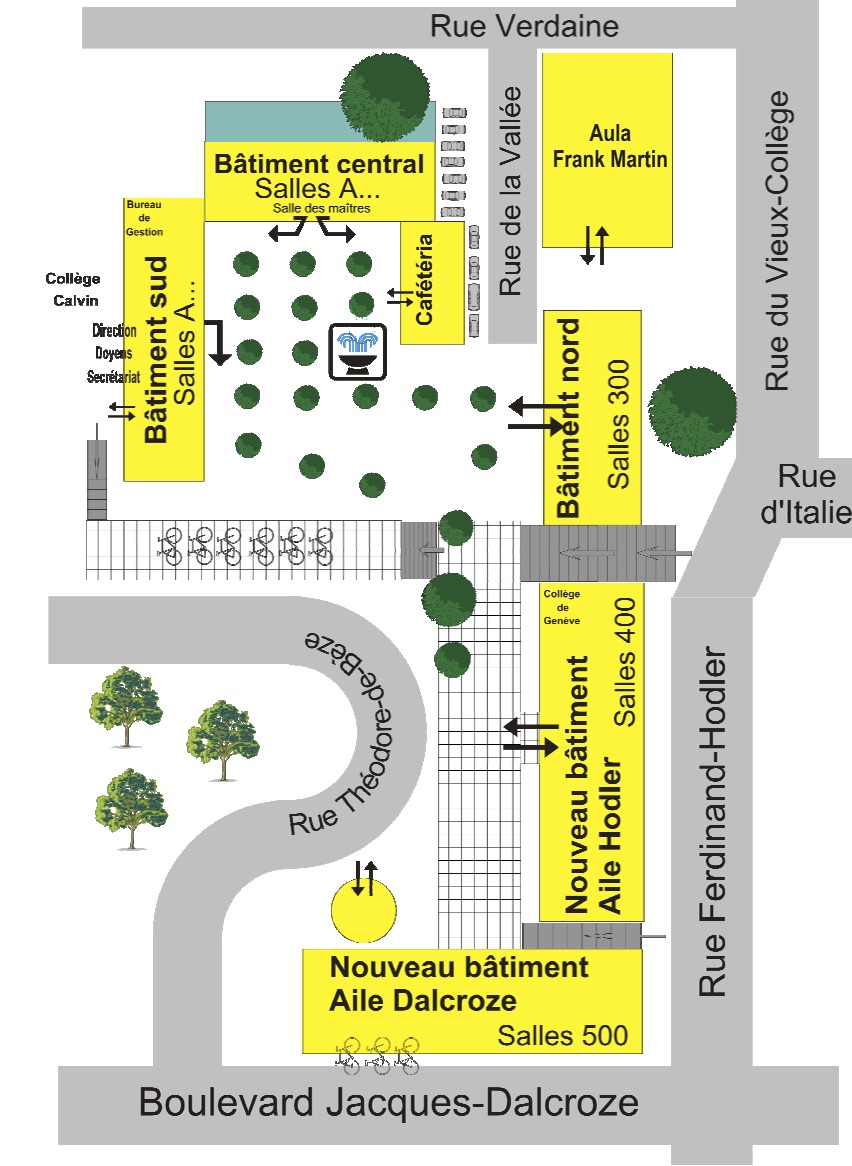 Rue Verdaine
Rue de la Vallée
Aula
Frank Martin
Rue du Vieux-Collège
Bâtiment central
Salles A...
Salle des maîtres
Bureau
de
Gestion
Cafétéria
Collège
Calvin
Direction
Doyens
Secrétariat
Bâtiment sud
Salles A...
Bâtiment nord
Salles 300
Rue
d'Italie
Collège
de
Genève
Salles 400
Nouveau bâtiment
Aile Hodler
Rue Théodore-de-Bèze
Rue Ferdinand-Hodler
Nouveau bâtiment
Aile Dalcroze
Salles 500
Boulevard Jacques-Dalcroze